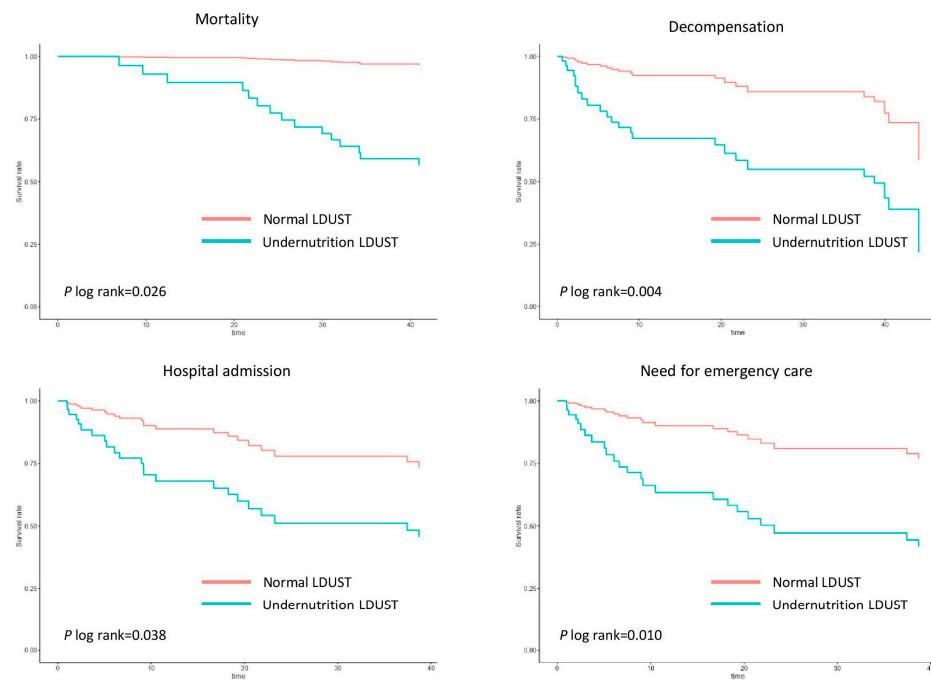 Mortality
1.00
0.75
0.50
0.25
0.00
Survival rate
Normal LDUST
Undernutrition LDUST
P log rank=0.026
0
10
20
30
40
time
Decompensation
1.00
0.75
0.50
0.25
0.00
Survival rate
Normal LDUST
Undernutrition LDUST
P log rank=0.004
0
10
20
30
40
time
Hospital admission
1.00
0.75
0.50
0.25
0.00
Survival rate
Normal LDUST
Undernutrition LDUST
P log rank=0.038
0
10
20
30
40
time
Need for emergency care
1.00
0.75
0.50
0.25
0.00
Survival rate
Normal LDUST
Undernutrition LDUST
P log rank=0.010
0
10
20
30
time